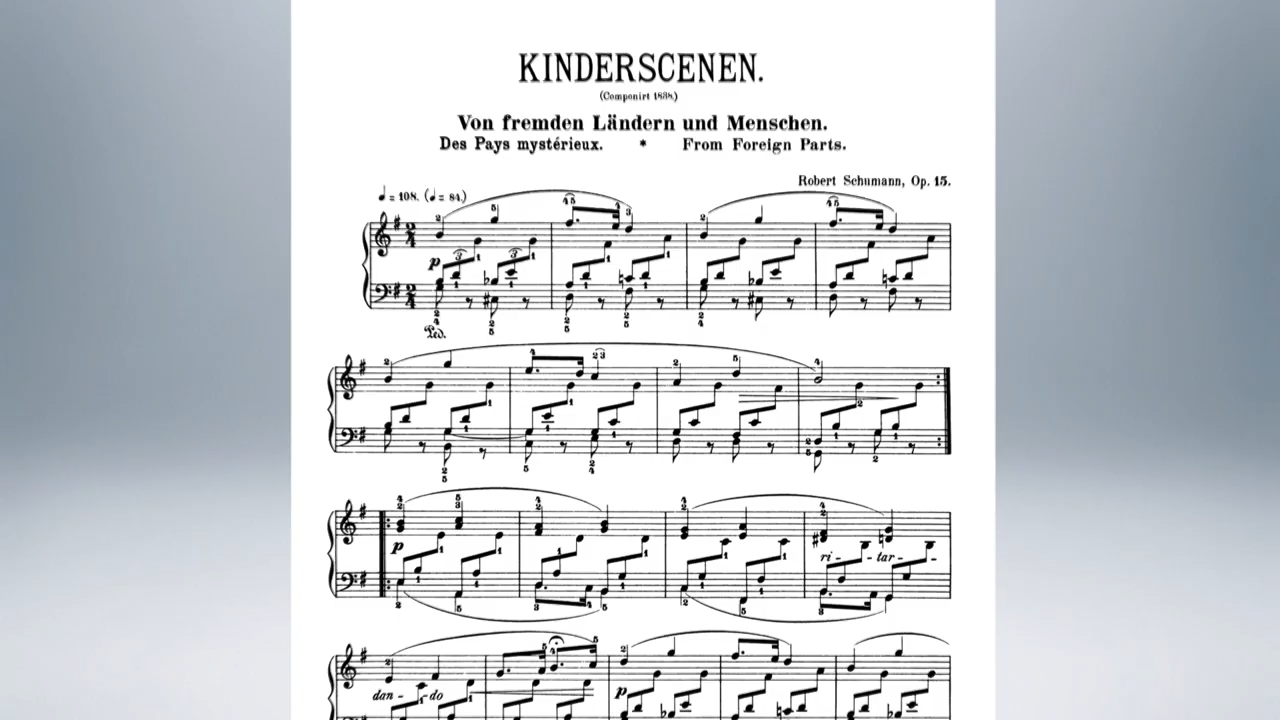 KINDERSCENEN.
(Componirt 1838.)
Von fremden Ländern und Menschen.
Des Pays mystérieux. * From Foreign Parts.
Robert Schumann, Op. 15.
♩ = 108. (♩ = 84.)
p
Ped.
p
ri - - tar - -
dan - - do
p